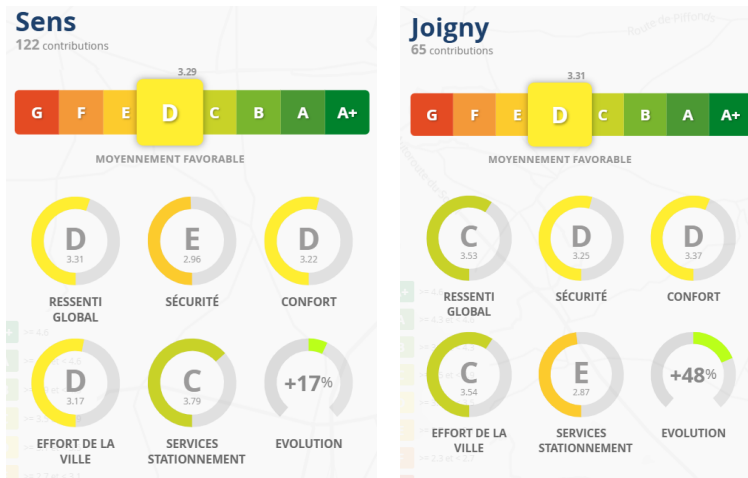 Sens
122 contributions
3.29
G F E D C B A A+
MOYENNEMENT FAVORABLE
D
3.31
RESSENTI
GLOBAL
E
2.96
SÉCURITÉ
D
3.22
CONFORT
D
3.17
EFFORT DE LA
VILLE
C
3.79
SERVICES
STATIONNEMENT
+17%
EVOLUTION
Joigny
65 contributions
Route de Piffonds
3.31
G F E D C B A A+
MOYENNEMENT FAVORABLE
C
3.53
RESSENTI
GLOBAL
D
3.25
SÉCURITÉ
D
3.37
CONFORT
C
3.54
EFFORT DE LA
VILLE
E
2.87
SERVICES
STATIONNEMENT
+48%
EVOLUTION